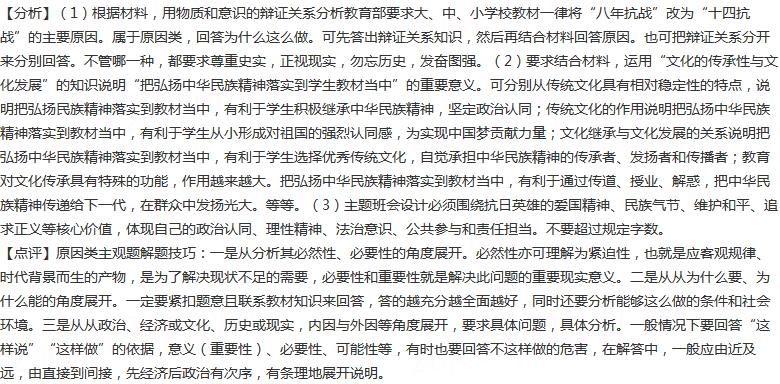 【分析】（1）根据材料，用物质和意识的辩证关系分析教育部要求大、中、小学校教材一律将“八年抗战”改为“十四抗
战”的主要原因。属于原因类，回答为什么这么做。可先答出辩证关系知识，然后再结合材料回答原因。也可把辩证关系分开
来分别回答。不管哪一种，都要求尊重史实，正视现实，勿忘历史，发奋图强。（2）要求结合材料，运用“文化的传承性与文
化发展”的知识说明“把弘扬中华民族精神落实到学生教材当中”的重要意义。可分别从传统文化具有相对稳定性的特点，说
明把弘扬民族精神落实到教材当中，有利于学生积极继承中华民族精神，坚定政治认同；传统文化的作用说明把弘扬中华民族
精神落实到教材当中，有利于学生从小形成对祖国的强烈认同感，为实现中国梦贡献力量；文化继承与文化发展的关系说明把
弘扬中华民族精神落实到教材当中，有利于学生选择优秀传统文化，自觉承担中华民族精神的传承者、发扬者和传播者；教育
对文化传承具有特殊的功能，作用越来越大。把弘扬中华民族精神落实到教材当中，有利于通过传道、授业、解惑，把中华民
族精神传递给下一代，在群众中发扬光大。等等。（3）主题班会设计必须围绕抗日英雄的爱国精神、民族气节、维护和平、追
求正义等核心价值，体现自己的政治认同、理性精神、法治意识、公共参与和责任担当。不要超过规定字数。
【点评】原因类主观题解题技巧：一是从分析其必然性、必要性的角度展开。必然性亦可理解为紧迫性，也就是应客观规律、
时代背景而生的产物，是为了解决现状不足的需要，必要性和重要性就是解决此问题的重要现实意义。二是从从为什么要、为
什么能的角度展开。一定要紧扣题意且联系教材知识来回答，答的越充分越全面越好，同时还要分析能够这么做的条件和社会
环境。三是从从政治、经济或文化、历史或现实，内因与外因等角度展开，要求具体问题，具体分析。一般情况下要回答“这
样说”“这样做”的依据，意义（重要性）、必要性、可能性等，有时也要回答不这样做的危害，在解答中，一般应由近及
远，由直接到间接，先经济后政治有次序，有条理地展开说明。